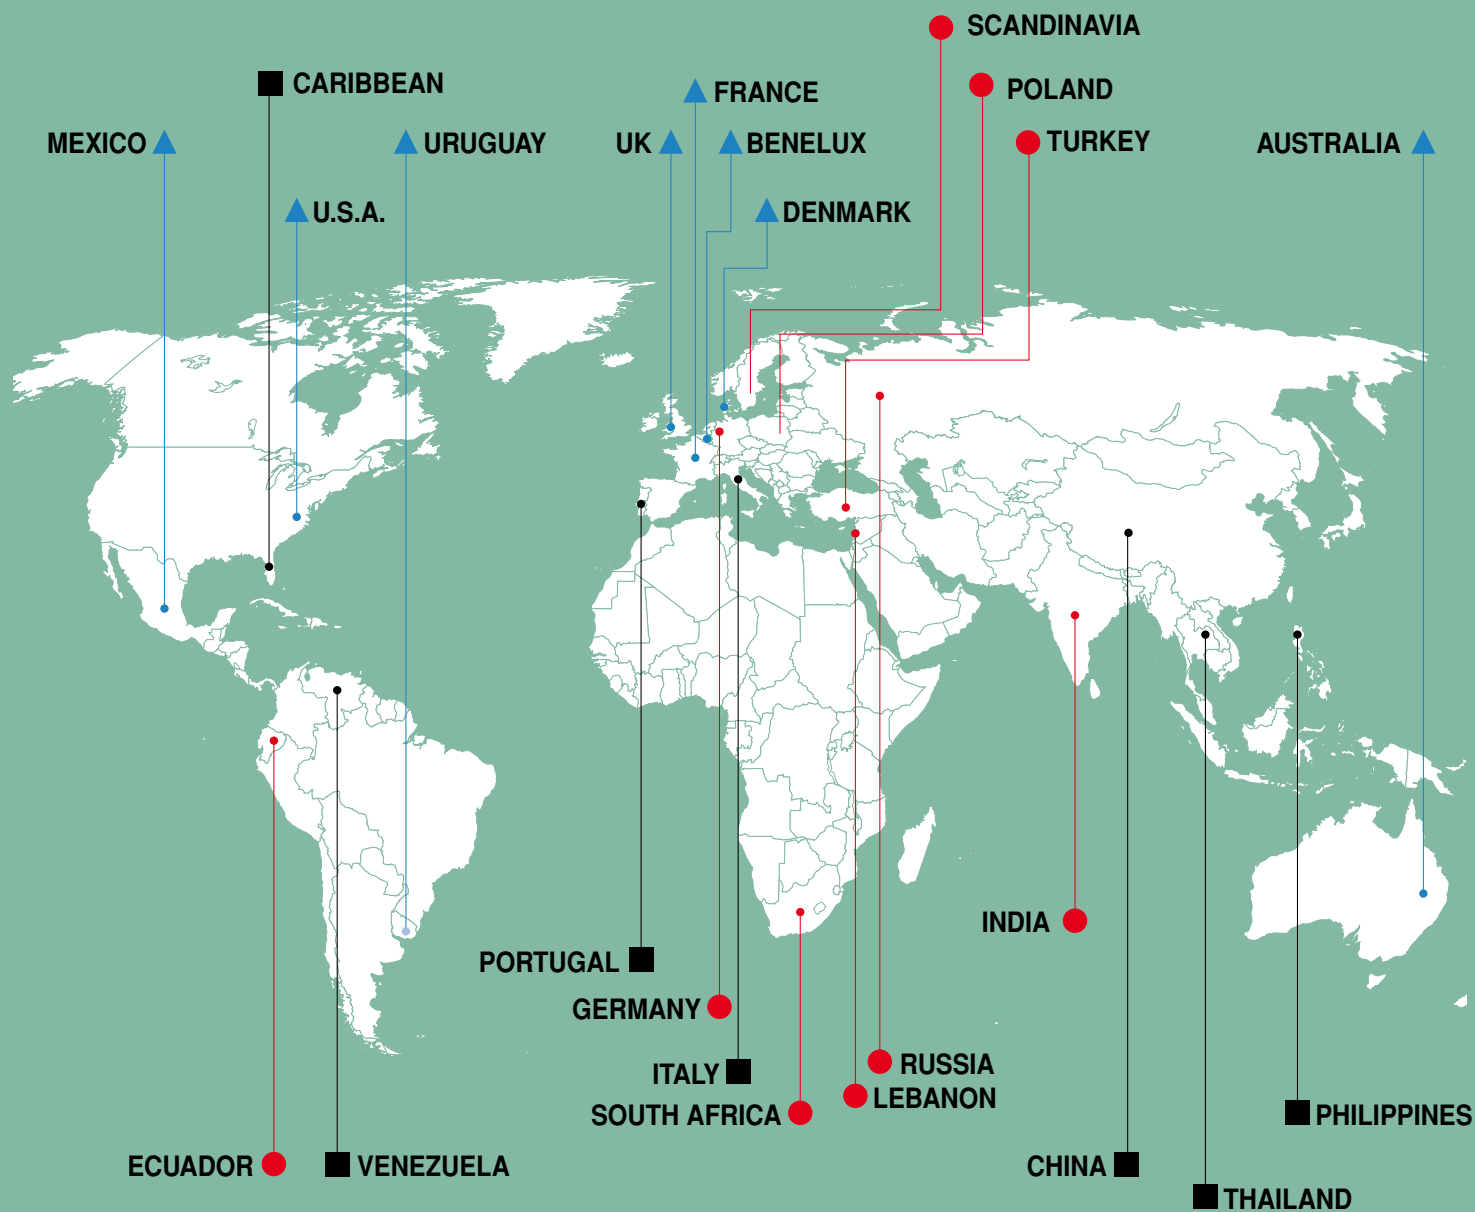 SCANDINAVIA
CARIBBEAN
FRANCE
POLAND
MEXICO
URUGUAY
UK
BENELUX
TURKEY
AUSTRALIA
U.S.A.
DENMARK
INDIA
PORTUGAL
GERMANY
RUSSIA
ITALY
LEBANON
SOUTH AFRICA
PHILIPPINES
ECUADOR
VENEZUELA
CHINA
THAILAND